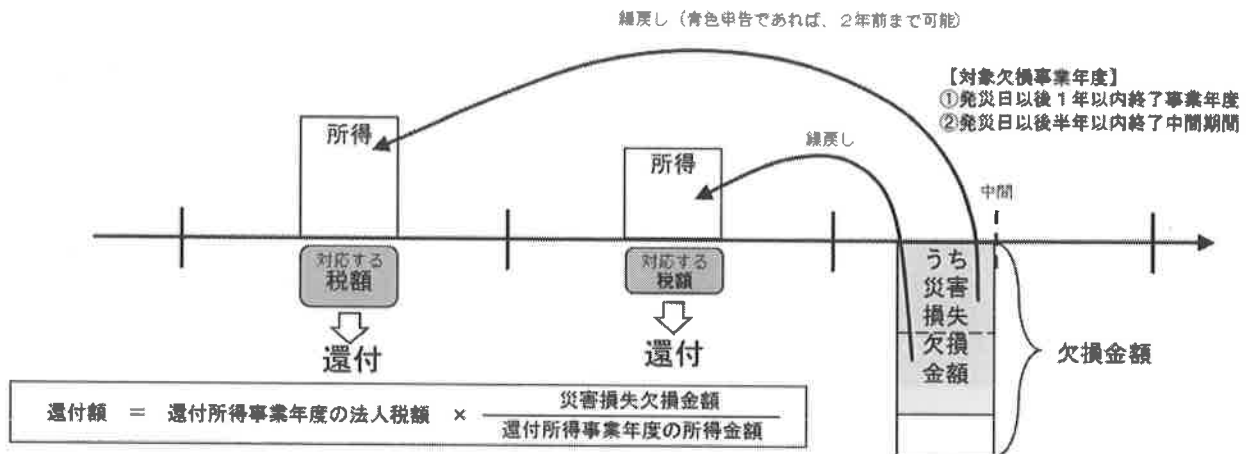 繰戻し（青色申告であれば、２年前まで可能）
【対象欠損事業年度】
①発災日以後１年以内終了事業年度
②発災日以後半年以内終了中間期間
所得
所得
繰戻し
中間
対応する
税額
対応する
税額
還付
還付
うち
災害
損失
欠損
金額
欠損金額
還付額 ＝ 還付所得事業年度の法人税額 × 災害損失欠損金額
還付所得事業年度の所得金額